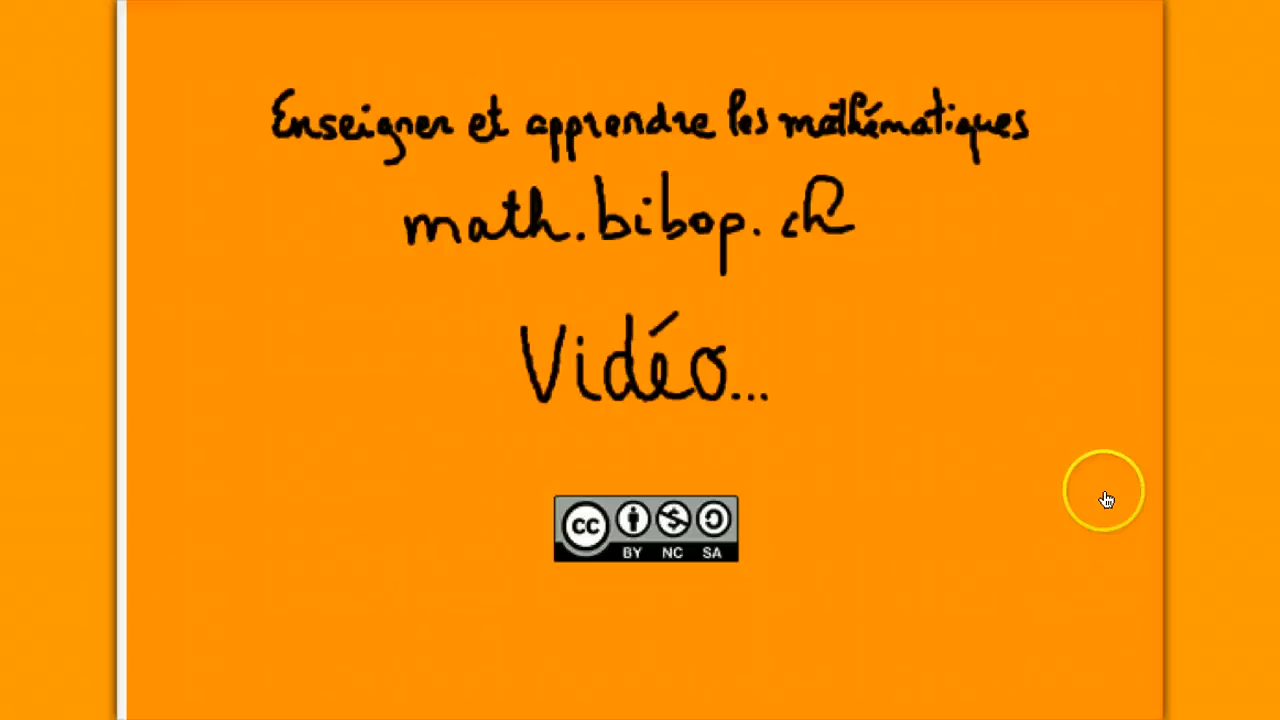 Enseigner et apprendre les mathématiques
math.bibop.ch
Vidéo...
cc
BY NC SA